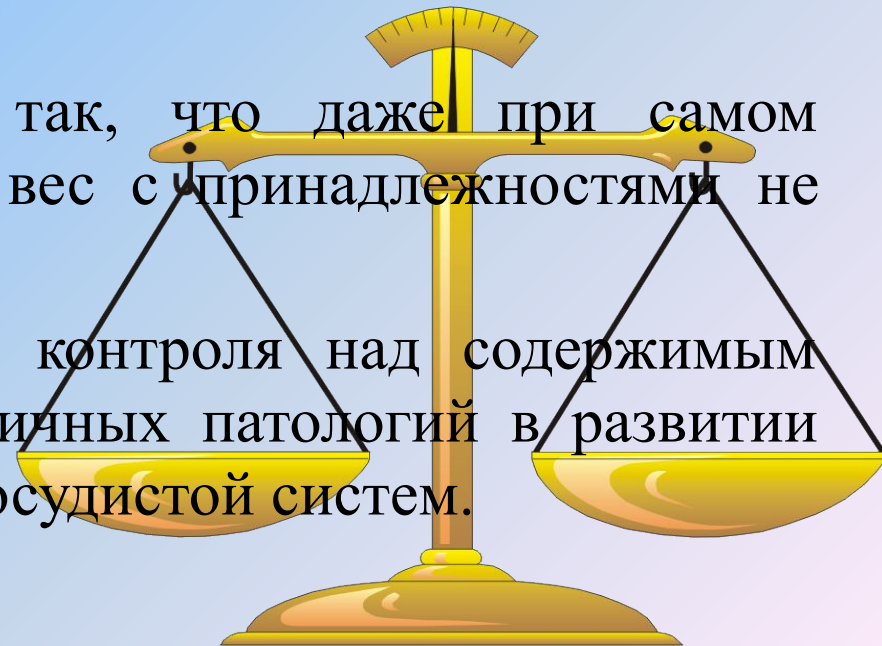 так, что даже при самом
вес с принадлежностями не
контроля над содержимым
ичных патологий в развитии
осудистой систем.